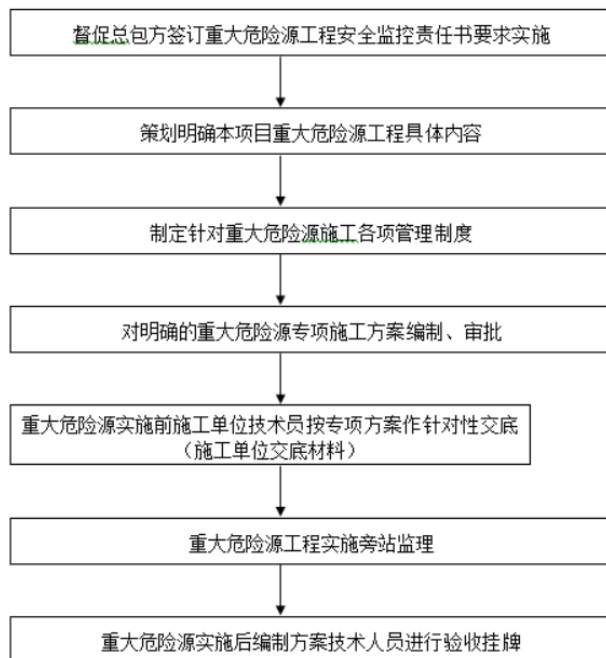 督促总包方签订重大危险源工程安全监控责任书要求实施
策划明确本项目重大危险源工程具体内容
制定针对重大危险源施工各项管理制度
对明确的重大危险源专项施工方案编制、审批
重大危险源实施前施工单位技术员按专项方案作针对性交底
（施工单位交底材料）
重大危险源工程实施旁站监理
重大危险源实施后编制方案技术人员进行验收挂牌